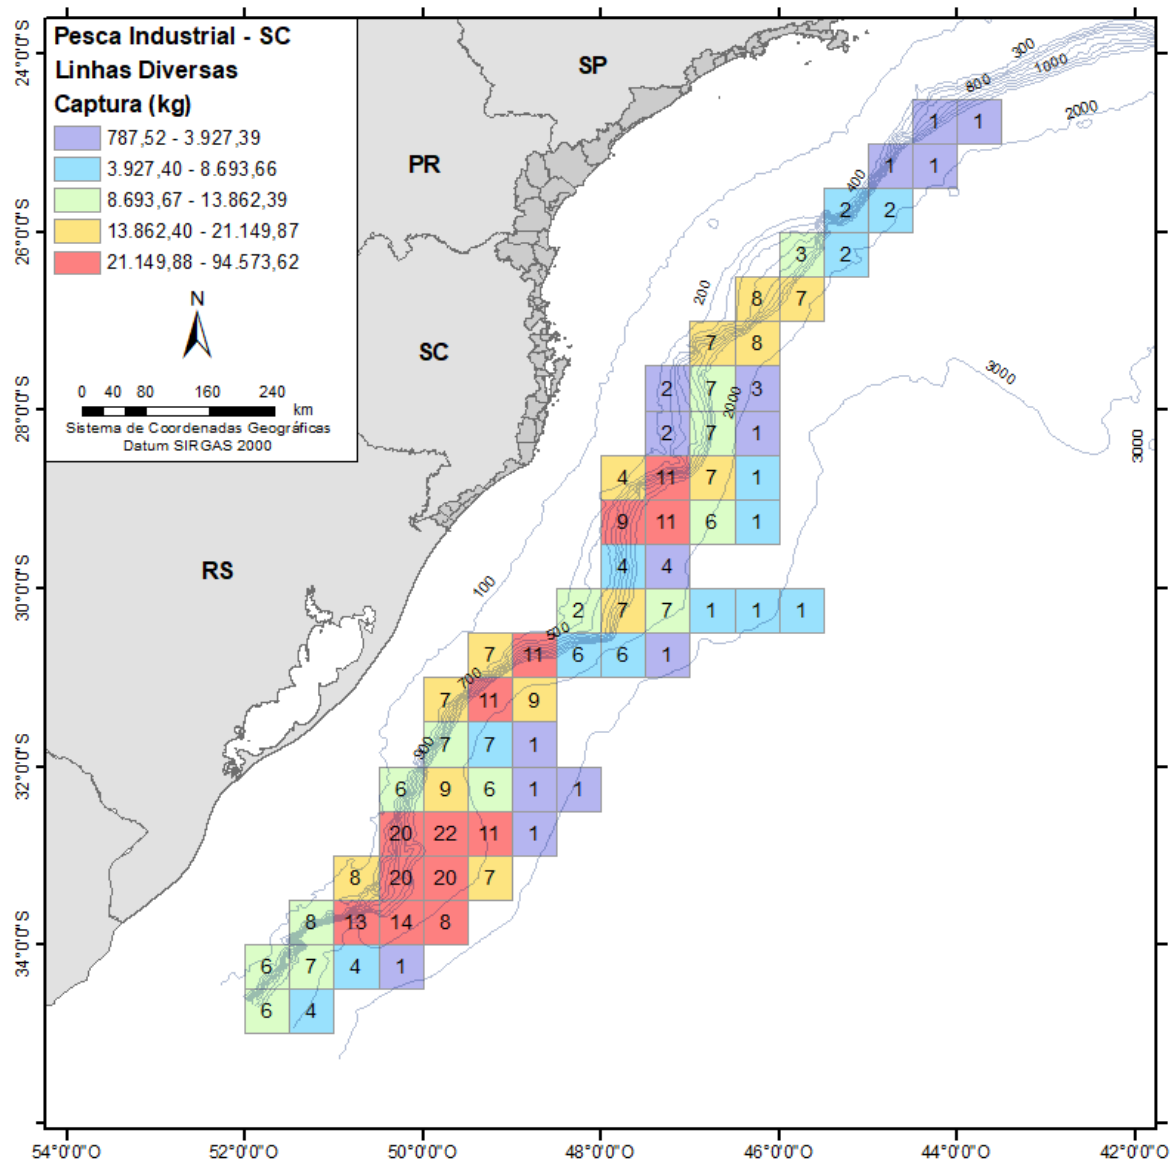 Pesca Industrial - SC
Linhas Diversas
Captura (kg)
787,52 - 3.927,39
3.927,40 - 8.693,66
8.693,67 - 13.862,39
13.862,40 - 21.149,87
21.149,88 - 94.573,62
N
0 40 80 160 240 km
Sistema de Coordenadas Geográficas
Datum SIRGAS 2000
SP
PR
SC
RS
300
1000
800
2000
400
200
2000
3000
3000
100
500
700
900
1 1
1 1
2 2
3 2
8 7
7 8
2 7 3
2 7 1
4 11 7 1
9 11 6 1
4 4
2 7 7 1 1 1
7 11 6 6 1
7 11 9
7 7 1
6 9 6 1 1
20 22 11 1
8 20 20 7
8 13 14 8
6 7 4 1
6 4
24°0'0"S
26°0'0"S
28°0'0"S
30°0'0"S
32°0'0"S
34°0'0"S
54°0'0"O 52°0'0"O 50°0'0"O 48°0'0"O 46°0'0"O 44°0'0"O 42°0'0"O